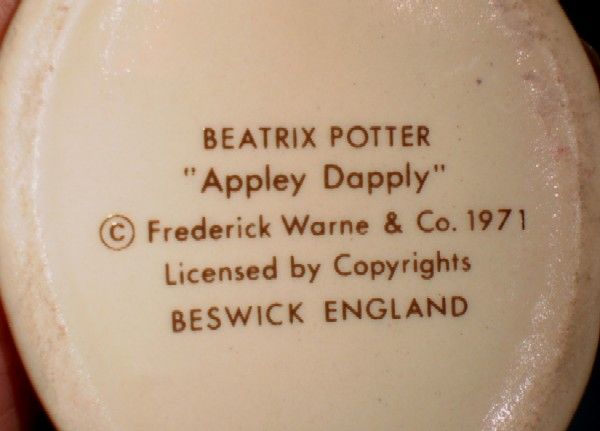 BEATRIX POTTER
"Appley Dapply"
© Frederick Warne & Co. 1971
Licensed by Copyrights
BESWICK ENGLAND